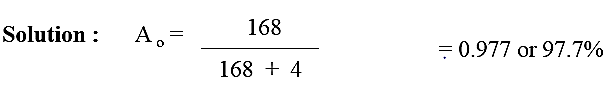 168
Solution : A o = = 0.977 or 97.7%
168 + 4